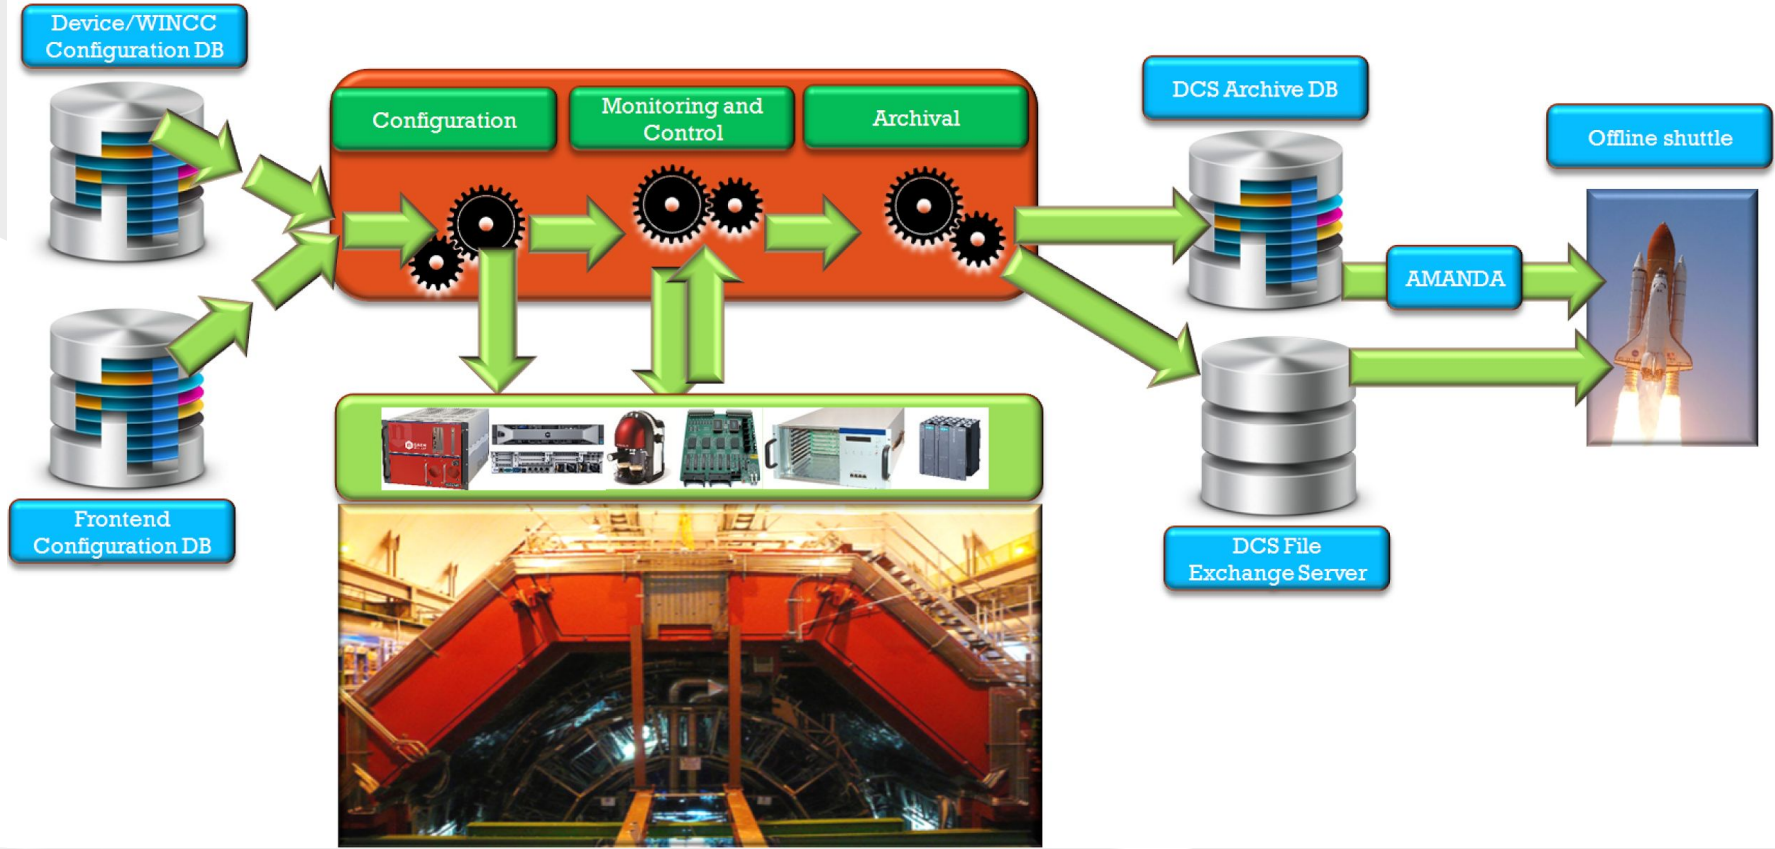 Device/WINCC
Configuration DB
Configuration
Monitoring and
Control
Archival
DCS Archive DB
Offline shuttle
AMANDA
Frontend
Configuration DB
DCS File
Exchange Server